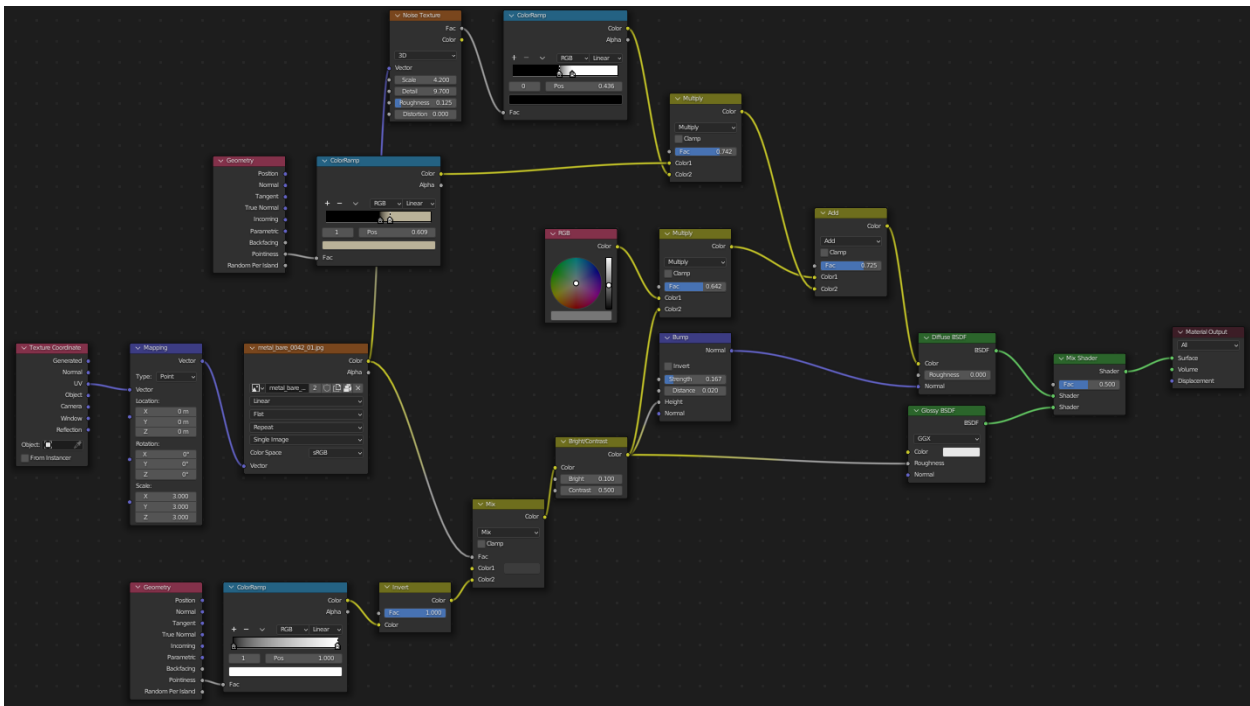 Noise Texture
Fac
Color
3D
Vector
Scale 4.200
Detail 9.700
Roughness 0.125
Distortion 0.000
ColorRamp
Color
Alpha
+ − RGB Linear
0 Pos 0.436
Fac
Multiply
Color
Multiply
Clamp
Fac 0.742
Color1
Color2
Geometry
Position
Normal
Tangent
True Normal
Incoming
Parametric
Backfacing
Pointiness
Random Per Island
ColorRamp
Color
Alpha
+ − RGB Linear
1 Pos 0.609
Fac
RGB
Color
Multiply
Color
Multiply
Clamp
Fac 0.642
Color1
Color2
Add
Color
Add
Clamp
Fac 0.725
Color1
Color2
Texture Coordinate
Generated
Normal
UV
Object
Camera
Window
Reflection
Object:
From Instancer
Mapping
Vector
Type: Point
Vector
Location:
X 0 m
Y 0 m
Z 0 m
Rotation:
X 0°
Y 0°
Z 0°
Scale:
X 3.000
Y 3.000
Z 3.000
metal_bare_0042_01.jpg
Color
Alpha
metal_bare_... 2
Linear
Flat
Repeat
Single Image
Color Space sRGB
Vector
Bump
Normal
Invert
Strength 0.167
Distance 0.020
Height
Normal
Diffuse BSDF
BSDF
Color
Roughness 0.000
Normal
Mix Shader
Shader
Fac 0.500
Shader
Shader
Material Output
All
Surface
Volume
Displacement
Glossy BSDF
BSDF
GGX
Color
Roughness
Normal
Bright/Contrast
Color
Color
Bright 0.100
Contrast 0.500
Mix
Color
Mix
Clamp
Fac
Color1
Color2
Geometry
Position
Normal
Tangent
True Normal
Incoming
Parametric
Backfacing
Pointiness
Random Per Island
ColorRamp
Color
Alpha
+ − RGB Linear
1 Pos 1.000
Fac
Invert
Color
Fac 1.000
Color